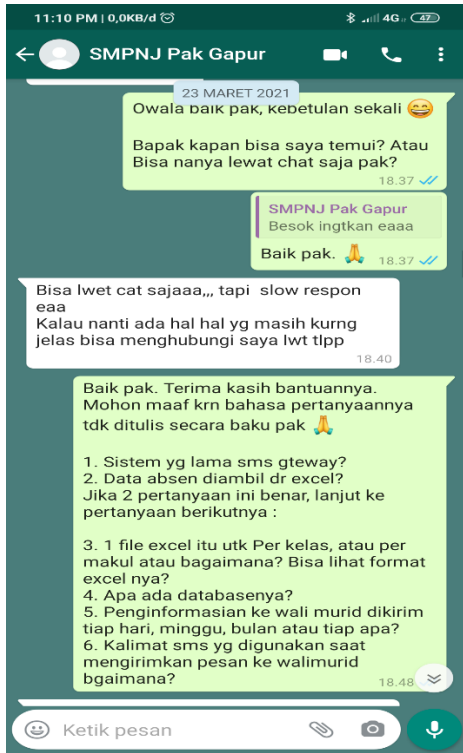 11:10 PM | 0,0KB/d
4G
47
SMPNJ Pak Gapur
23 MARET 2021
Owala baik pak, kebetulan sekali 😄
Bapak kapan bisa saya temui? Atau
Bisa nanya lewat chat saja pak?
18.37
SMPNJ Pak Gapur
Besok ingtkan eaaa
Baik pak. 🙏
18.37
Bisa lwet cat sajaaa,,, tapi slow respon
eaa
Kalau nanti ada hal hal yg masih kurng
jelas bisa menghubungi saya lwt tlpp
18.40
Baik pak. Terima kasih bantuannya.
Mohon maaf krn bahasa pertanyaannya
tdk ditulis secara baku pak 🙏
1. Sistem yg lama sms gteway?
2. Data absen diambil dr excel?
Jika 2 pertanyaan ini benar, lanjut ke
pertanyaan berikutnya :
3. 1 file excel itu utk Per kelas, atau per
makul atau bagaimana? Bisa lihat format
excel nya?
4. Apa ada databasenya?
5. Penginformasian ke wali murid dikirim
tiap hari, minggu, bulan atau tiap apa?
6. Kalimat sms yg digunakan saat
mengirimkan pesan ke walimurid
bgaimana?
18.48
Ketik pesan